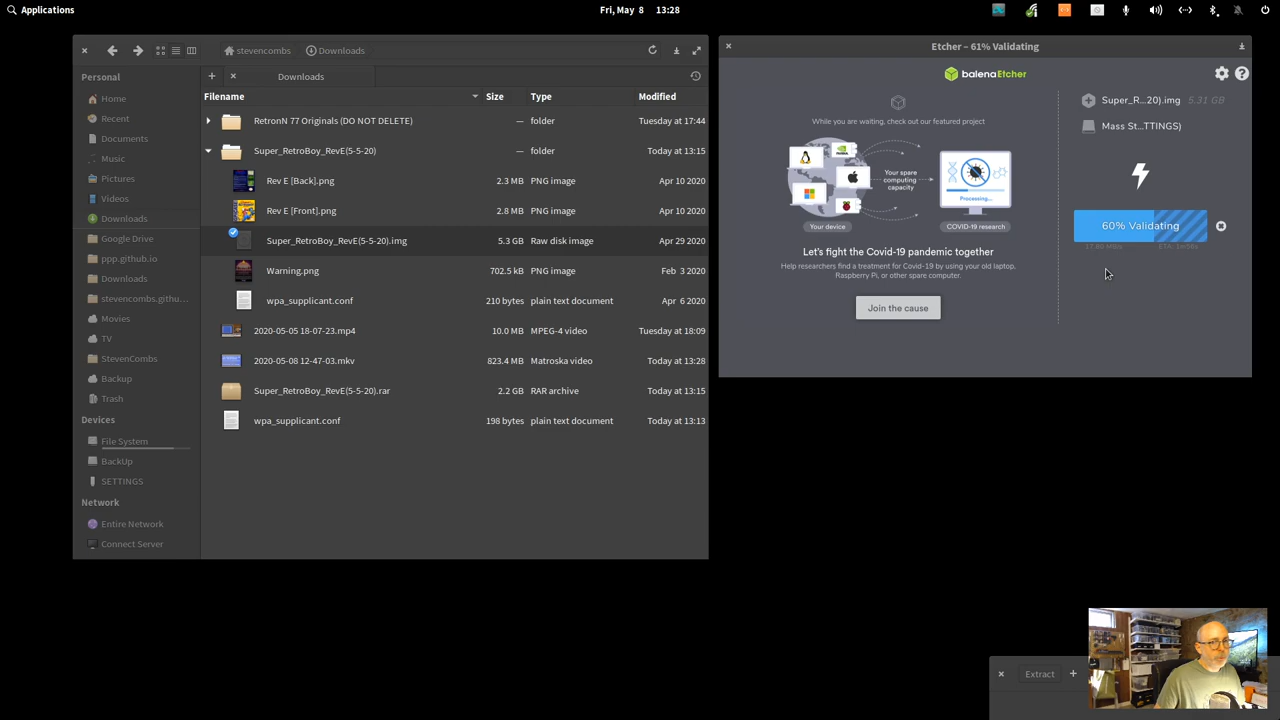 Applications
Fri, May 8 13:28
stevencombs
Downloads
Etcher – 61% Validating
Personal
Home
Recent
Documents
Music
Pictures
Videos
Downloads
Google Drive
ppp.github.io
Downloads
stevencombs.githu...
Movies
TV
StevenCombs
Backup
Trash
Devices
File System
BackUp
SETTINGS
Network
Entire Network
Connect Server
Downloads
Filename Size Type Modified
RetronN 77 Originals (DO NOT DELETE) — folder Tuesday at 17:44
Super_RetroBoy_RevE(5-5-20) — folder Today at 13:15
2.3 MB PNG image Apr 10 2020
Rev E [Front].png 2.8 MB PNG image Apr 10 2020
Super_RetroBoy_RevE(5-5-20).img 5.3 GB Raw disk image Apr 29 2020
Warning.png 702.5 kB PNG image Feb 3 2020
wpa_supplicant.conf 210 bytes plain text document Apr 6 2020
2020-05-05 18-07-23.mp4 10.0 MB MPEG-4 video Tuesday at 18:09
2020-05-08 12-47-03.mkv 823.4 MB Matroska video Today at 13:28
Super_RetroBoy_RevE(5-5-20).rar 2.2 GB RAR archive Today at 13:15
wpa_supplicant.conf 198 bytes plain text document Today at 13:13
balenaEtcher
While you are waiting, check out our featured project
NVIDIA
Your spare
computing
capacity
Processing...
Your device
COVID-19 research
Let's fight the Covid-19 pandemic together
Help researchers find a treatment for Covid-19 by using your old laptop,
Raspberry Pi, or other spare computer.
Join the cause
Super_R...20).img 5.31 GB
Mass St...TTINGS)
60% Validating
Extract